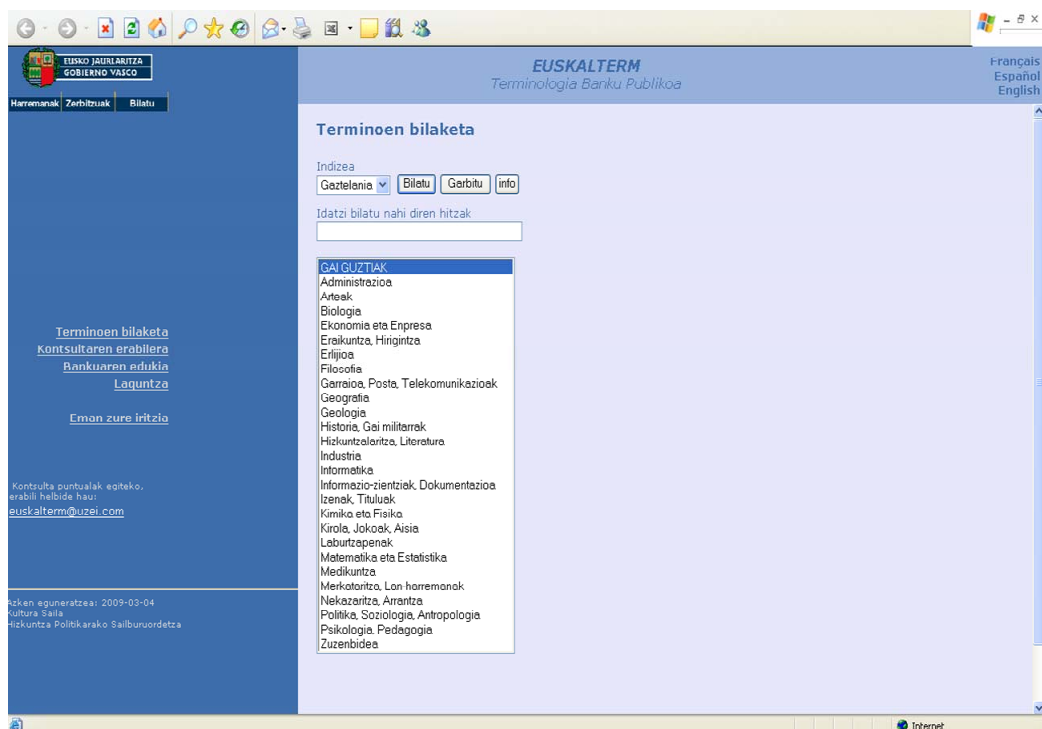 EUSKO JAURLARITZA
GOBIERNO VASCO
Harremanak Zerbitzuak Bilatu
EUSKALTERM
Terminologia Banku Publikoa
Français
Español
English
Terminoen bilaketa
Indizea
Gaztelania Bilatu Garbitu info
Idatzi bilatu nahi diren hitzak
GAI GUZTIAK
Administrazioa
Arteak
Biologia
Ekonomia eta Enpresa
Eraikuntza, Hirigintza
Erlijioa
Filosofia
Garraioa, Posta, Telekomunikazioak
Geografia
Geologia
Historia, Gai militarrak
Hizkuntzalaritza, Literatura
Industria
Informatika
Informazio-zientziak, Dokumentazioa
Izenak, Tituluak
Kimika eta Fisika
Kirola, Jokoak, Aisia
Laburtzapenak
Matematika eta Estatistika
Medikuntza
Merkataritza, Lan-harremanak
Nekazaritza, Arrantza
Politika, Soziologia, Antropologia
Psikologia. Pedagogia
Zuzenbidea
Terminoen bilaketa
Kontsultaren erabilera
Bankuaren edukia
Laguntza
Eman zure iritzia
Kontsulta puntualak egiteko,
erabili helbide hau:
euskalterm@uzei.com
Azken eguneratzea: 2009-03-04
Kultura Saila
Hizkuntza Politikarako Sailburuordetza
Internet